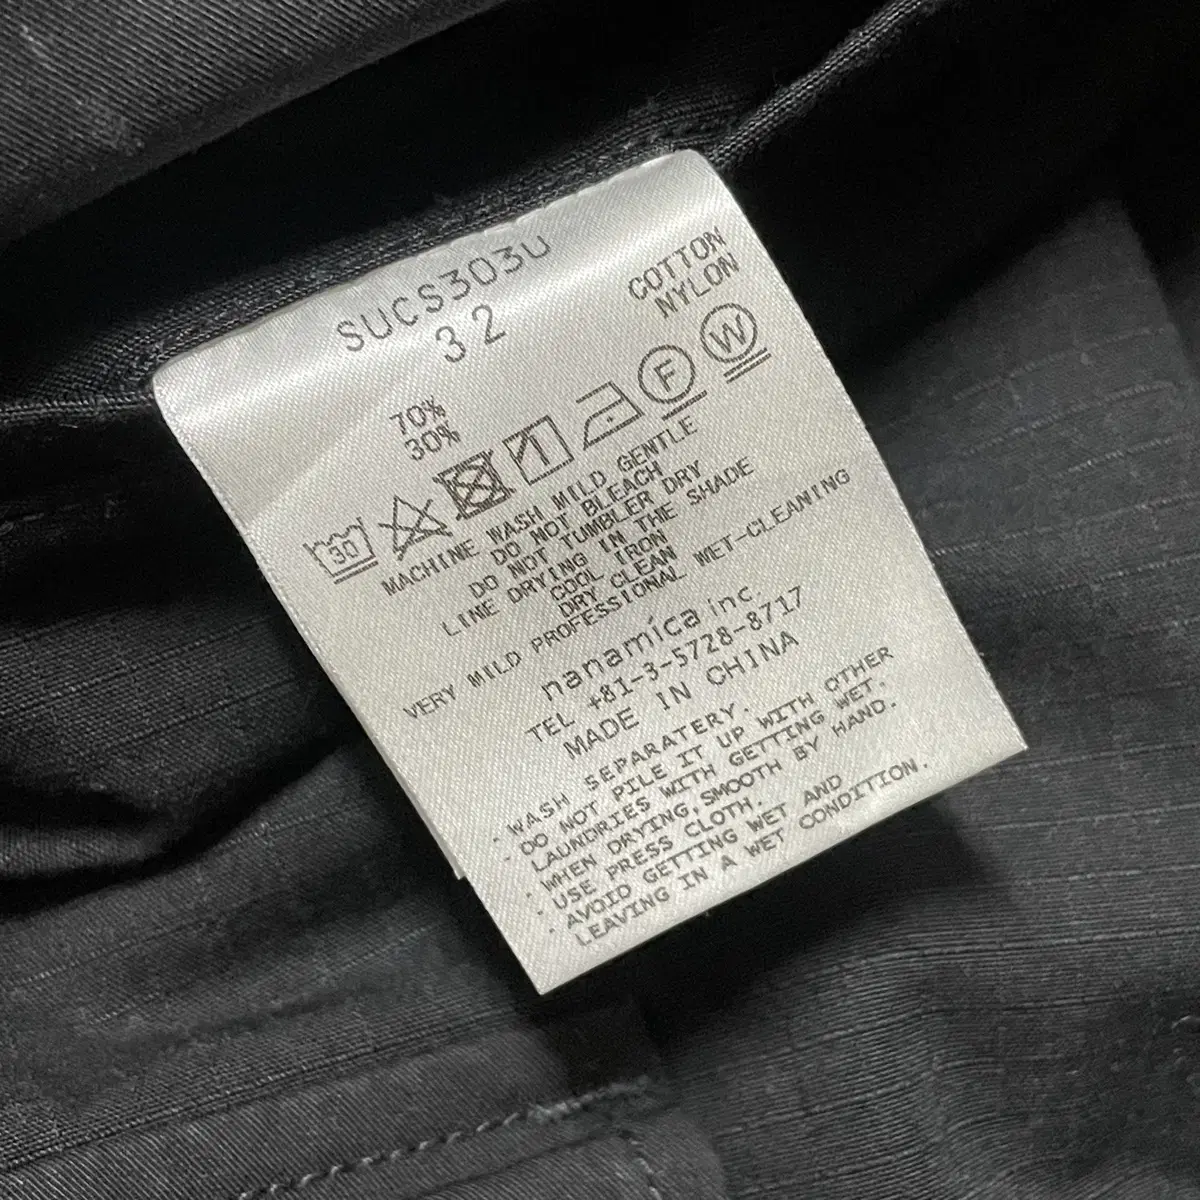 SUCS303U
32
COTTON
NYLON
70%
30%
30
F
W
MACHINE WASH MILD GENTLE
DO NOT BLEACH
DO NOT TUMBLER DRY
LINE DRYING IN THE SHADE
COOL IRON
DRY CLEAN
VERY MILD PROFESSIONAL WET-CLEANING
nanamica inc.
TEL +81-3-5728-8717
MADE IN CHINA
・WASH SEPARATERY.
・DO NOT PILE IT UP WITH OTHER
LAUNDRIES WITH GETTING WET.
・WHEN DRYING,SMOOTH BY HAND.
・USE PRESS CLOTH.
・AVOID GETTING WET AND
LEAVING IN A WET CONDITION.